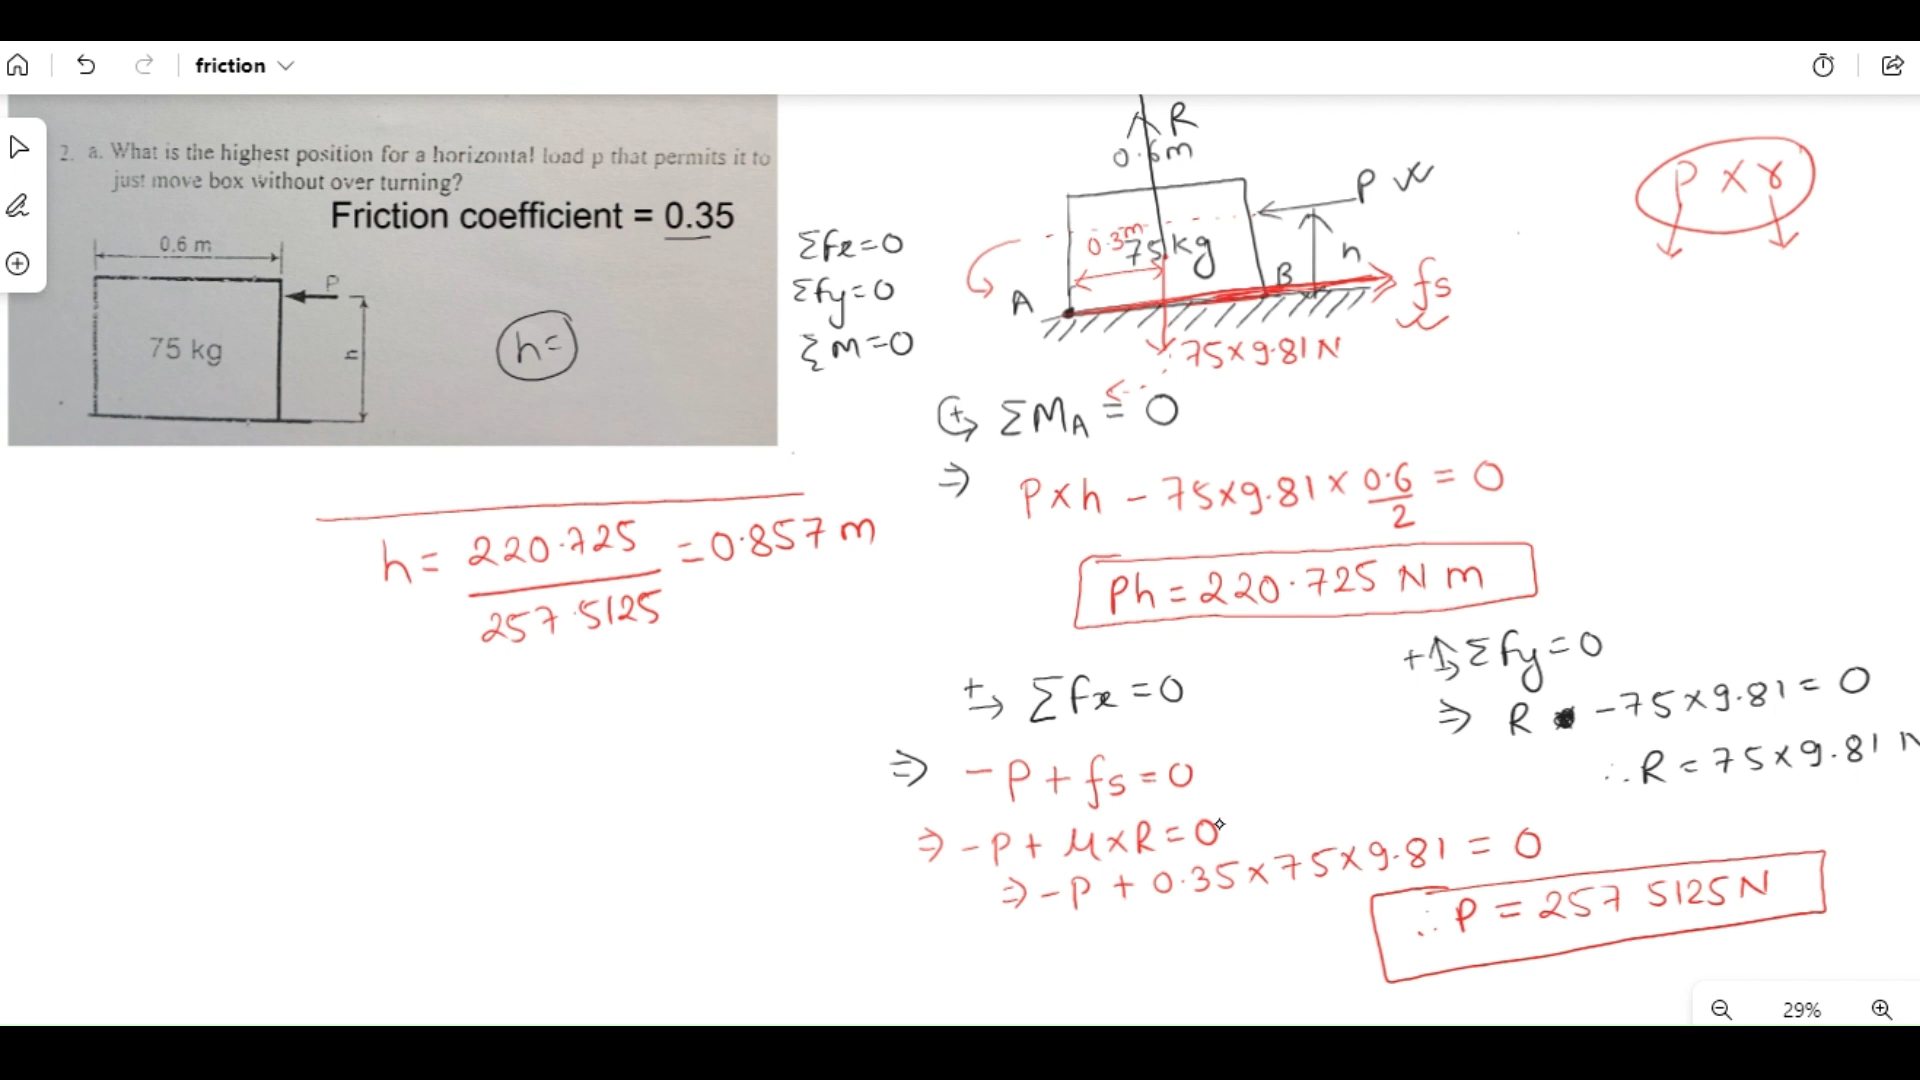 friction
2. a. What is the highest position for a horizontal load p that permits it to
just move box without over turning?
Friction coefficient = 0.35
0.6 m
P
75 kg
h
h=
Σfx=0
Σfy=0
ΣM=0
R
0.6m
P
0.3m
75kg
h
A
B
fs
75×9.81N
P×r
ΣMA = 0
⇒ P×h - 75×9.81×0.6/2 = 0
Ph = 220.725 N m
h = 220.725/257.5125 = 0.857 m
+→ Σfx=0
⇒ -P + fs = 0
⇒ -P + μ×R = 0
⇒ -P + 0.35×75×9.81 = 0
∴ P = 257 5125N
+↑ Σfy=0
⇒ R -75×9.81 = 0
∴ R = 75×9.81 N
29%